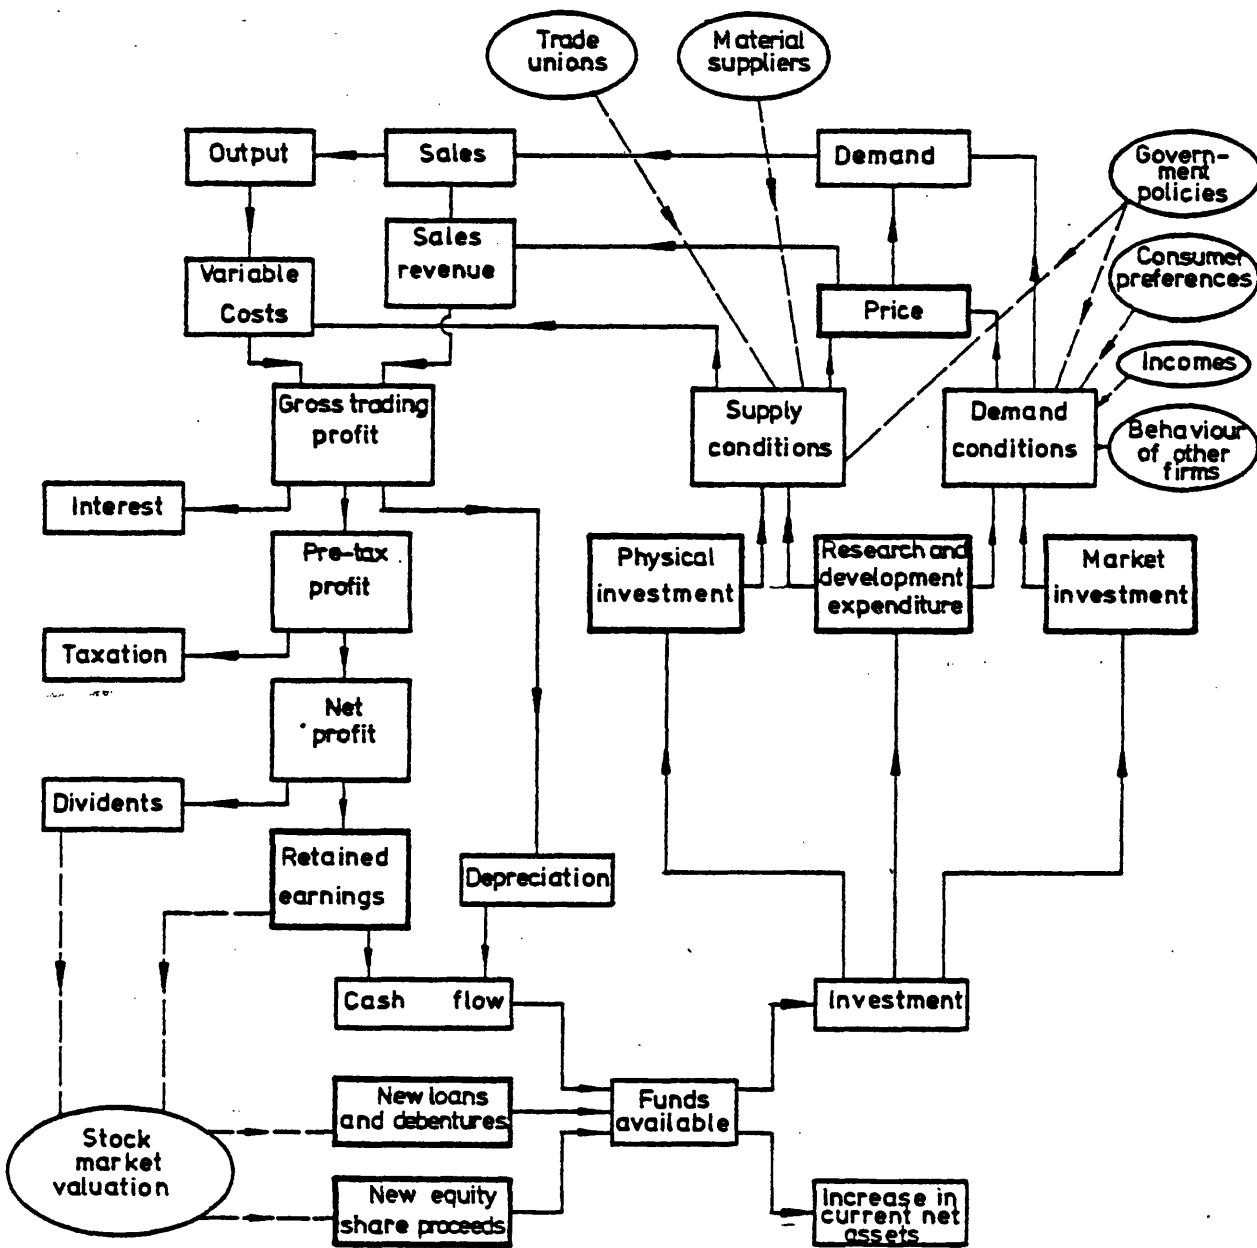 Trade
unions
Material
suppliers
Output
Sales
Demand
Govern-
ment
policies
Sales
revenue
Variable
Costs
Consumer
preferences
Price
Incomes
Gross trading
profit
Supply
conditions
Demand
conditions
Behaviour
of other
firms
Interest
Pre-tax
profit
Physical
investment
Research and
development
expenditure
Market
investment
Taxation
Net
profit
Dividents
Retained
earnings
Depreciation
Cash flow
Investment
New loans
and debentures
Funds
available
Stock
market
valuation
New equity
share proceeds
Increase in
current net
assets